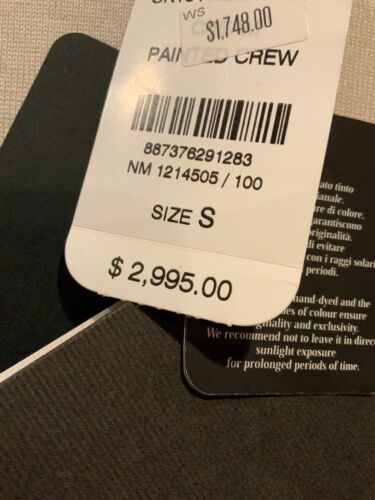 WS
$1,748.00
PAINTED CREW
887376291283
NM 1214505 / 100
SIZE S
$ 2,995.00
ato tinto
ianale.
re di colore.
garantiscono
originalità.
di evitare
con i raggi solari
periodi.
hand-dyed and the
es of colour ensure
ginality and exclusivity.
We recommend not to leave it in direct
sunlight exposure
for prolonged periods of time.